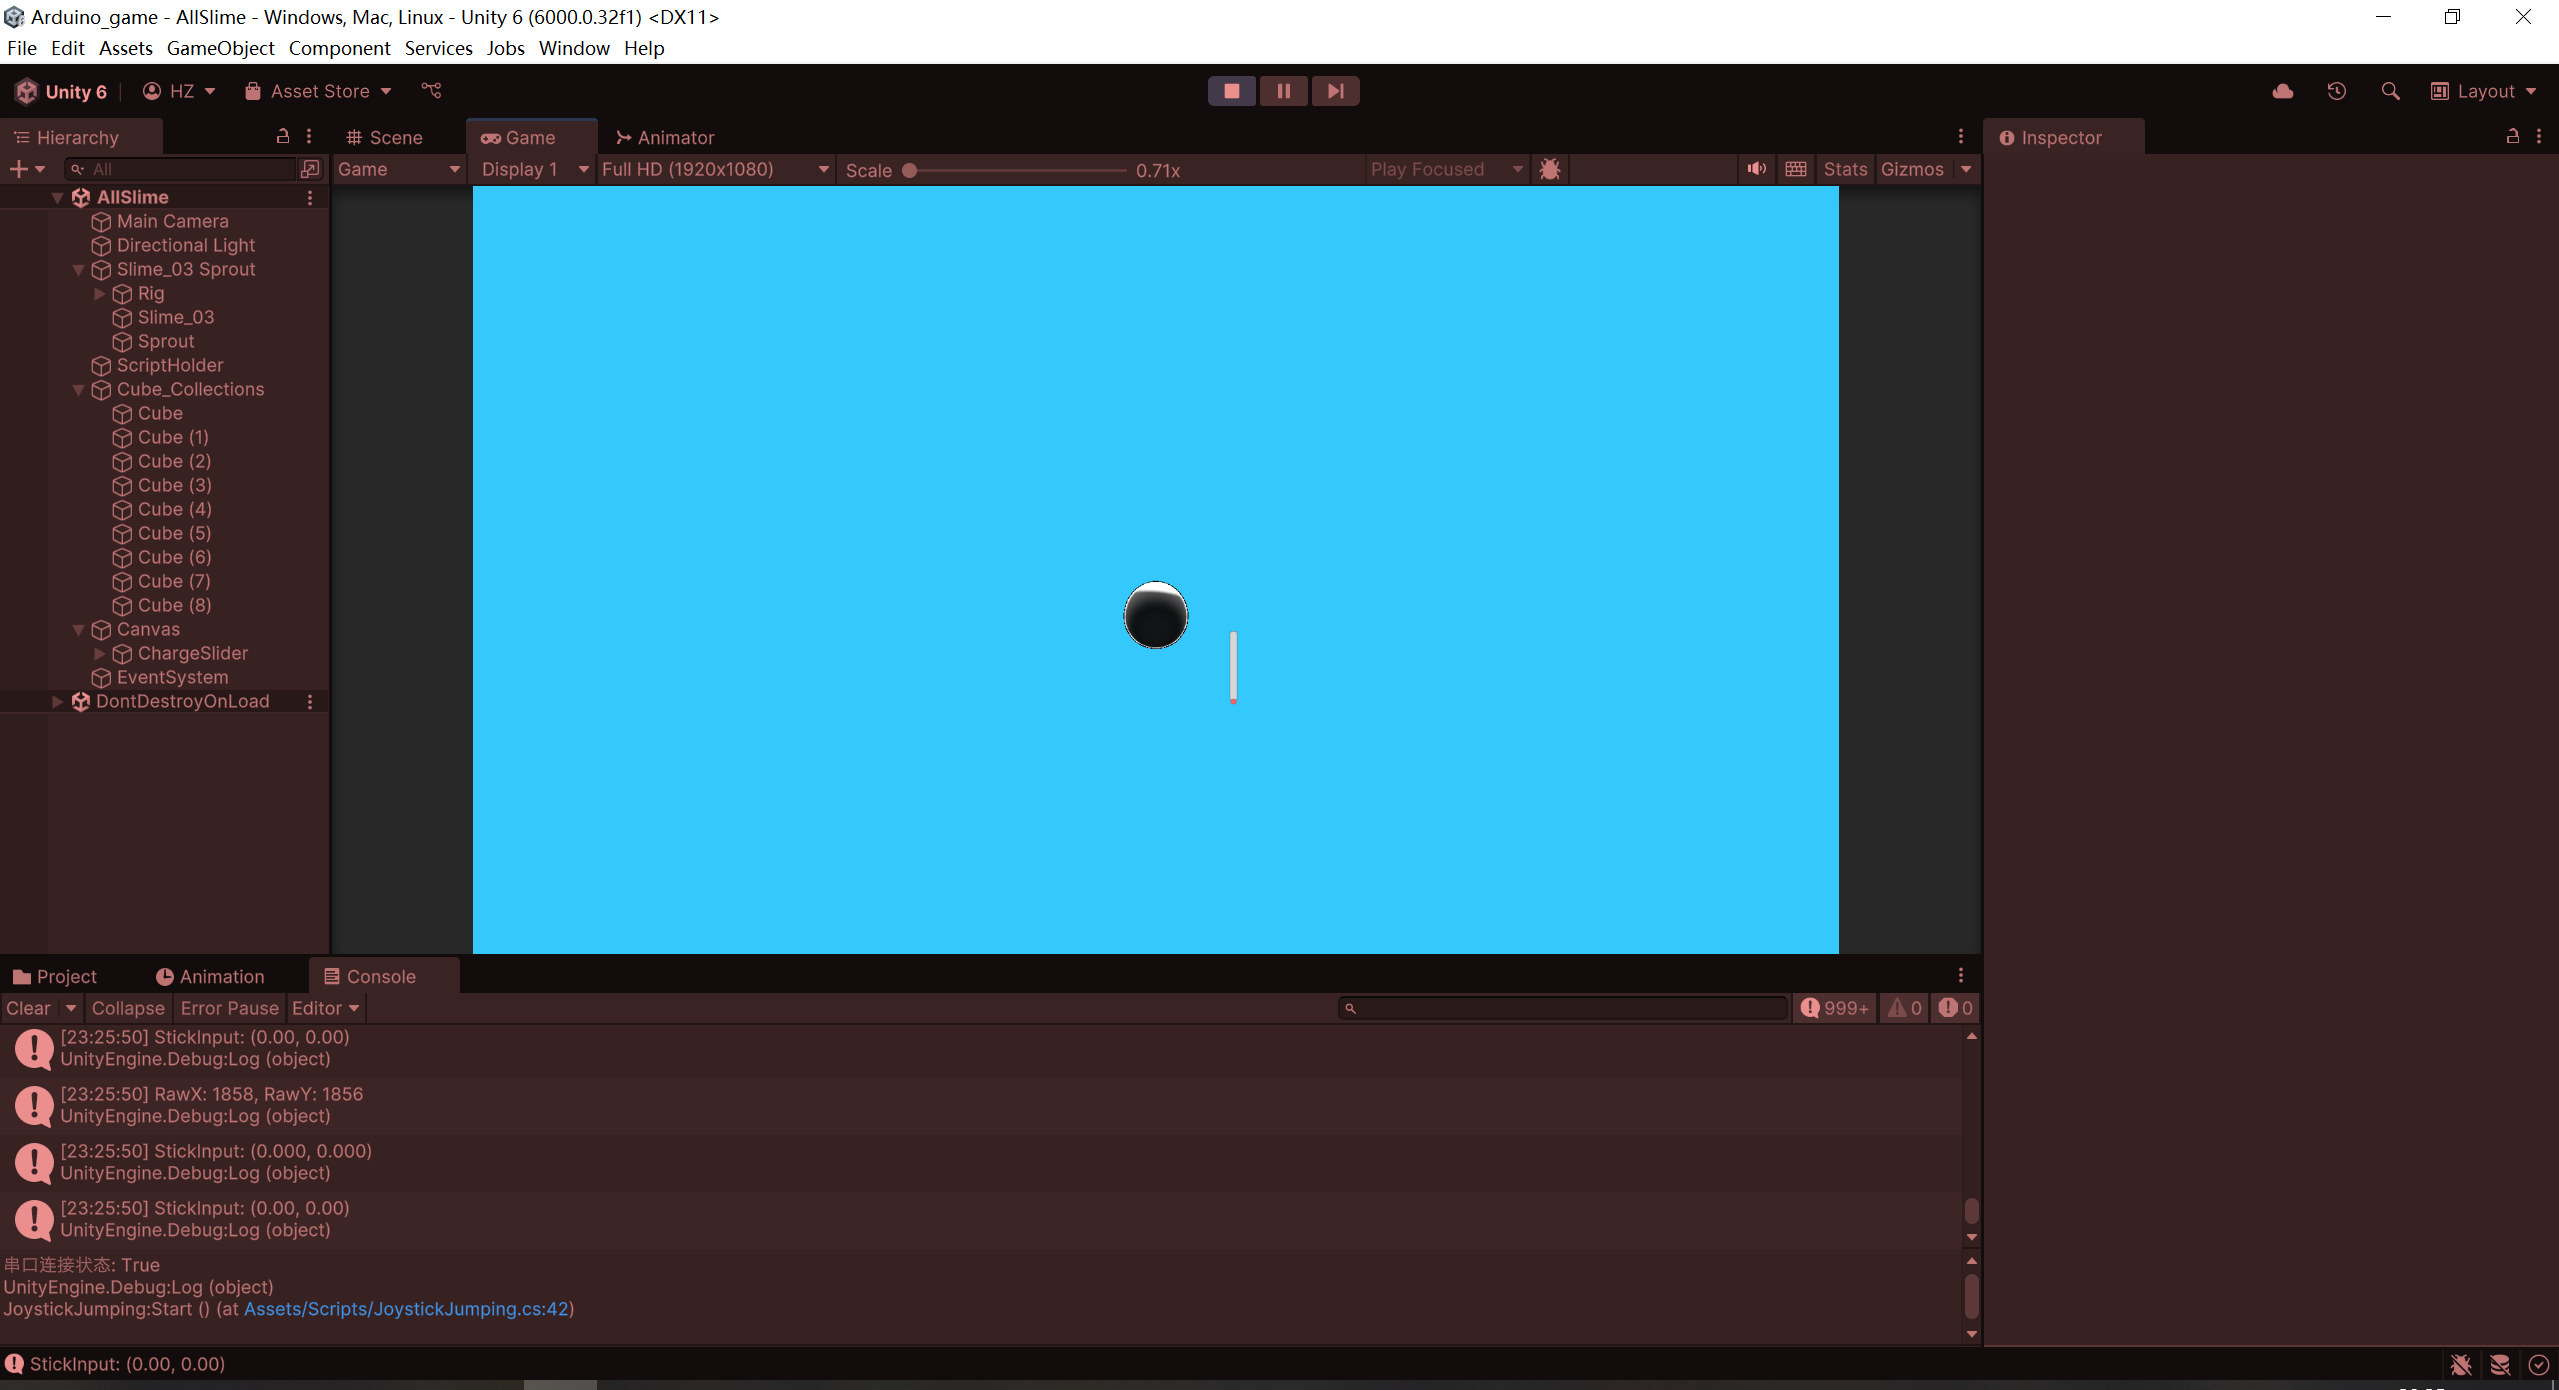 Arduino_game - AllSlime - Windows, Mac, Linux - Unity 6 (6000.0.32f1) <DX11>
File Edit Assets GameObject Component Services Jobs Window Help
Unity 6 HZ Asset Store Layout
Hierarchy Scene Game Animator Inspector
All Game Display 1 Full HD (1920x1080) Scale 0.71x Play Focused Stats Gizmos
AllSlime
Main Camera
Directional Light
Slime_03 Sprout
Rig
Slime_03
Sprout
ScriptHolder
Cube_Collections
Cube
Cube (1)
Cube (2)
Cube (3)
Cube (4)
Cube (5)
Cube (6)
Cube (7)
Cube (8)
Canvas
ChargeSlider
EventSystem
DontDestroyOnLoad
Project Animation Console
Clear Collapse Error Pause Editor 999+ 0 0
[23:25:50] StickInput: (0.00, 0.00)
UnityEngine.Debug:Log (object)
[23:25:50] RawX: 1858, RawY: 1856
UnityEngine.Debug:Log (object)
[23:25:50] StickInput: (0.000, 0.000)
UnityEngine.Debug:Log (object)
[23:25:50] StickInput: (0.00, 0.00)
UnityEngine.Debug:Log (object)
串口连接状态: True
UnityEngine.Debug:Log (object)
JoystickJumping:Start () (at Assets/Scripts/JoystickJumping.cs:42)
StickInput: (0.00, 0.00)